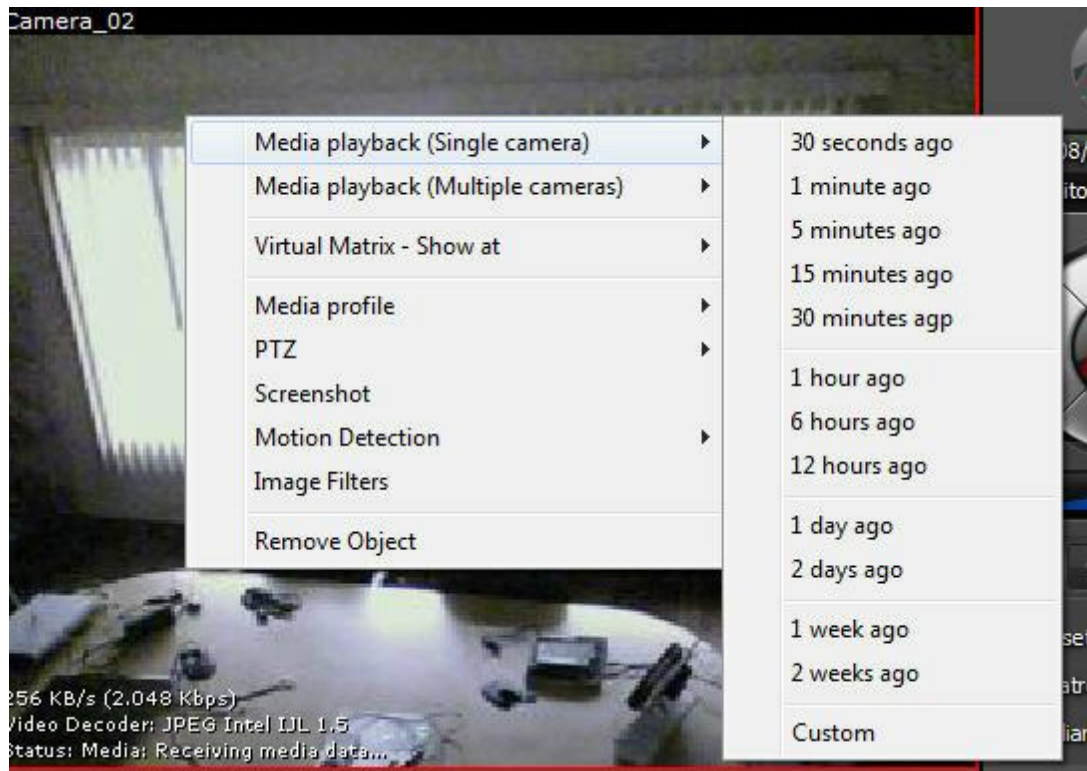 Camera_02
Media playback (Single camera)
Media playback (Multiple cameras)
Virtual Matrix - Show at
Media profile
PTZ
Screenshot
Motion Detection
Image Filters
Remove Object
30 seconds ago
1 minute ago
5 minutes ago
15 minutes ago
30 minutes agp
1 hour ago
6 hours ago
12 hours ago
1 day ago
2 days ago
1 week ago
2 weeks ago
Custom
256 KB/s (2.048 Kbps)
Video Decoder: JPEG Intel IJL 1.5
Status: Media: Receiving media data...